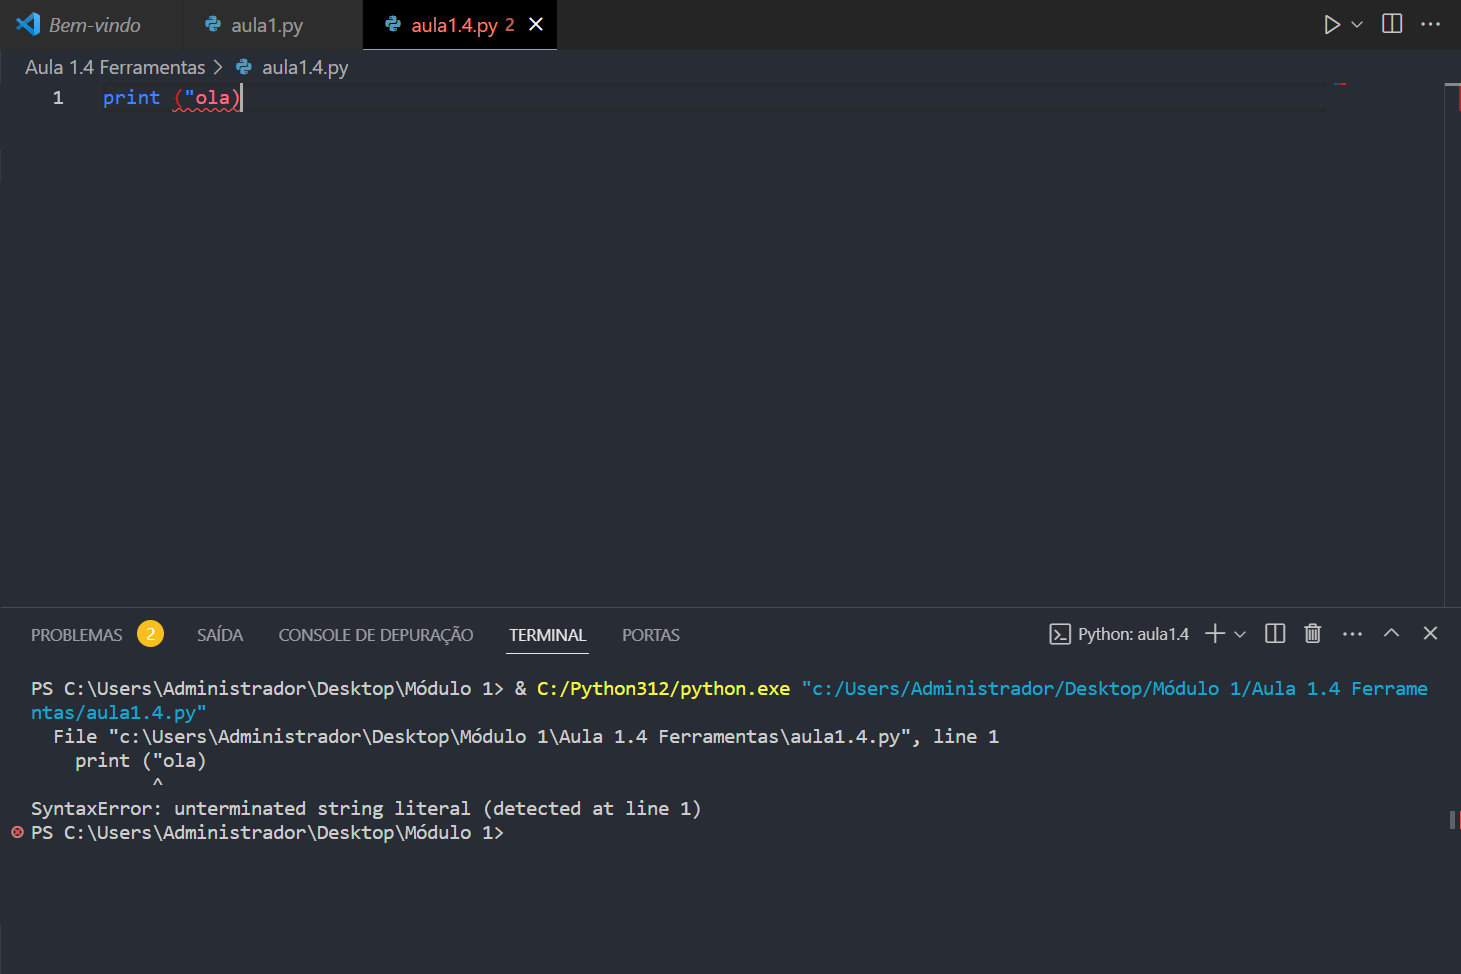 Bem-vindo aula1.py aula1.4.py 2
Aula 1.4 Ferramentas > aula1.4.py
1 print ("ola)
PROBLEMAS 2 SAÍDA CONSOLE DE DEPURAÇÃO TERMINAL PORTAS Python: aula1.4
PS C:\Users\Administrador\Desktop\Módulo 1> & C:/Python312/python.exe "c:/Users/Administrador/Desktop/Módulo 1/Aula 1.4 Ferrame
ntas/aula1.4.py"
File "c:\Users\Administrador\Desktop\Módulo 1\Aula 1.4 Ferramentas\aula1.4.py", line 1
print ("ola)
^
SyntaxError: unterminated string literal (detected at line 1)
PS C:\Users\Administrador\Desktop\Módulo 1>